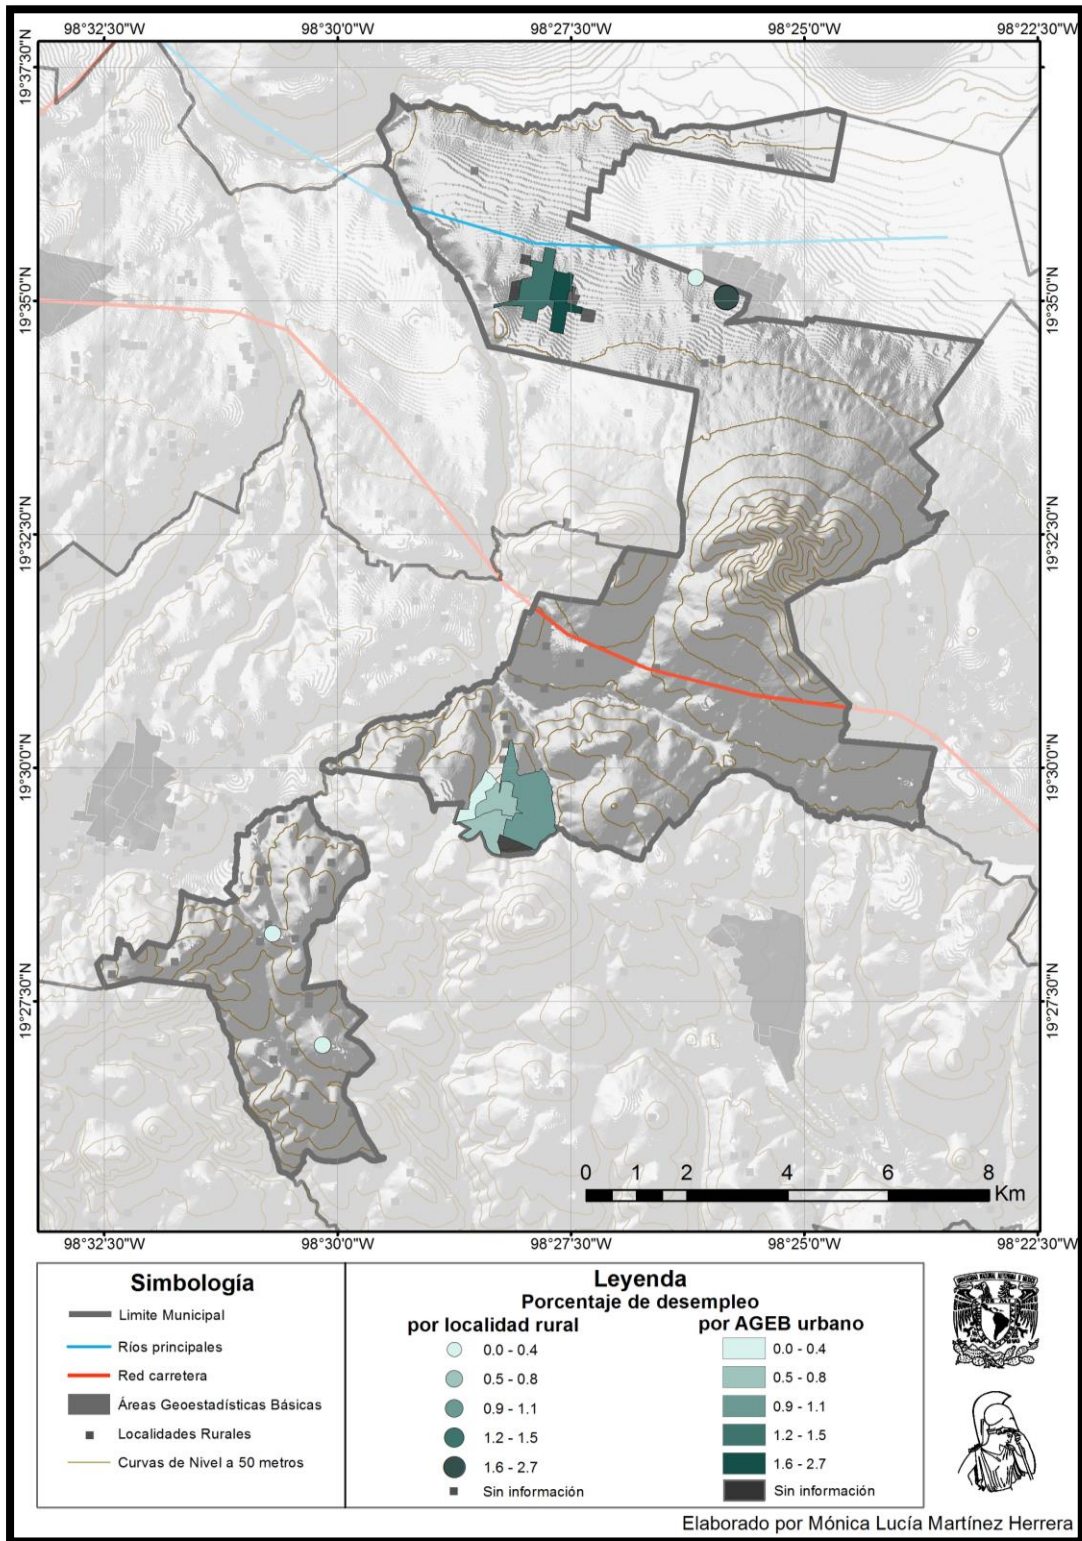 98°32'30"W 98°30'00"W 98°27'30"W 98°25'00"W 98°22'30"W
19°37'30"N 19°37'30"N
19°35'0"N 19°35'0"N
19°32'30"N 19°32'30"N
19°30'0"N 19°30'0"N
19°27'30"N 19°27'30"N
0 1 2 4 6 8
Km
98°32'30"W 98°30'00"W 98°27'30"W 98°25'00"W 98°22'30"W
Simbología
Limite Municipal
Ríos principales
Red carretera
Áreas Geoestadísticas Básicas
Localidades Rurales
Curvas de Nivel a 50 metros
Leyenda
Porcentaje de desempleo
por localidad rural
0.0 - 0.4
0.5 - 0.8
0.9 - 1.1
1.2 - 1.5
1.6 - 2.7
Sin información
por AGEB urbano
0.0 - 0.4
0.5 - 0.8
0.9 - 1.1
1.2 - 1.5
1.6 - 2.7
Sin información
Elaborado por Mónica Lucía Martínez Herrera